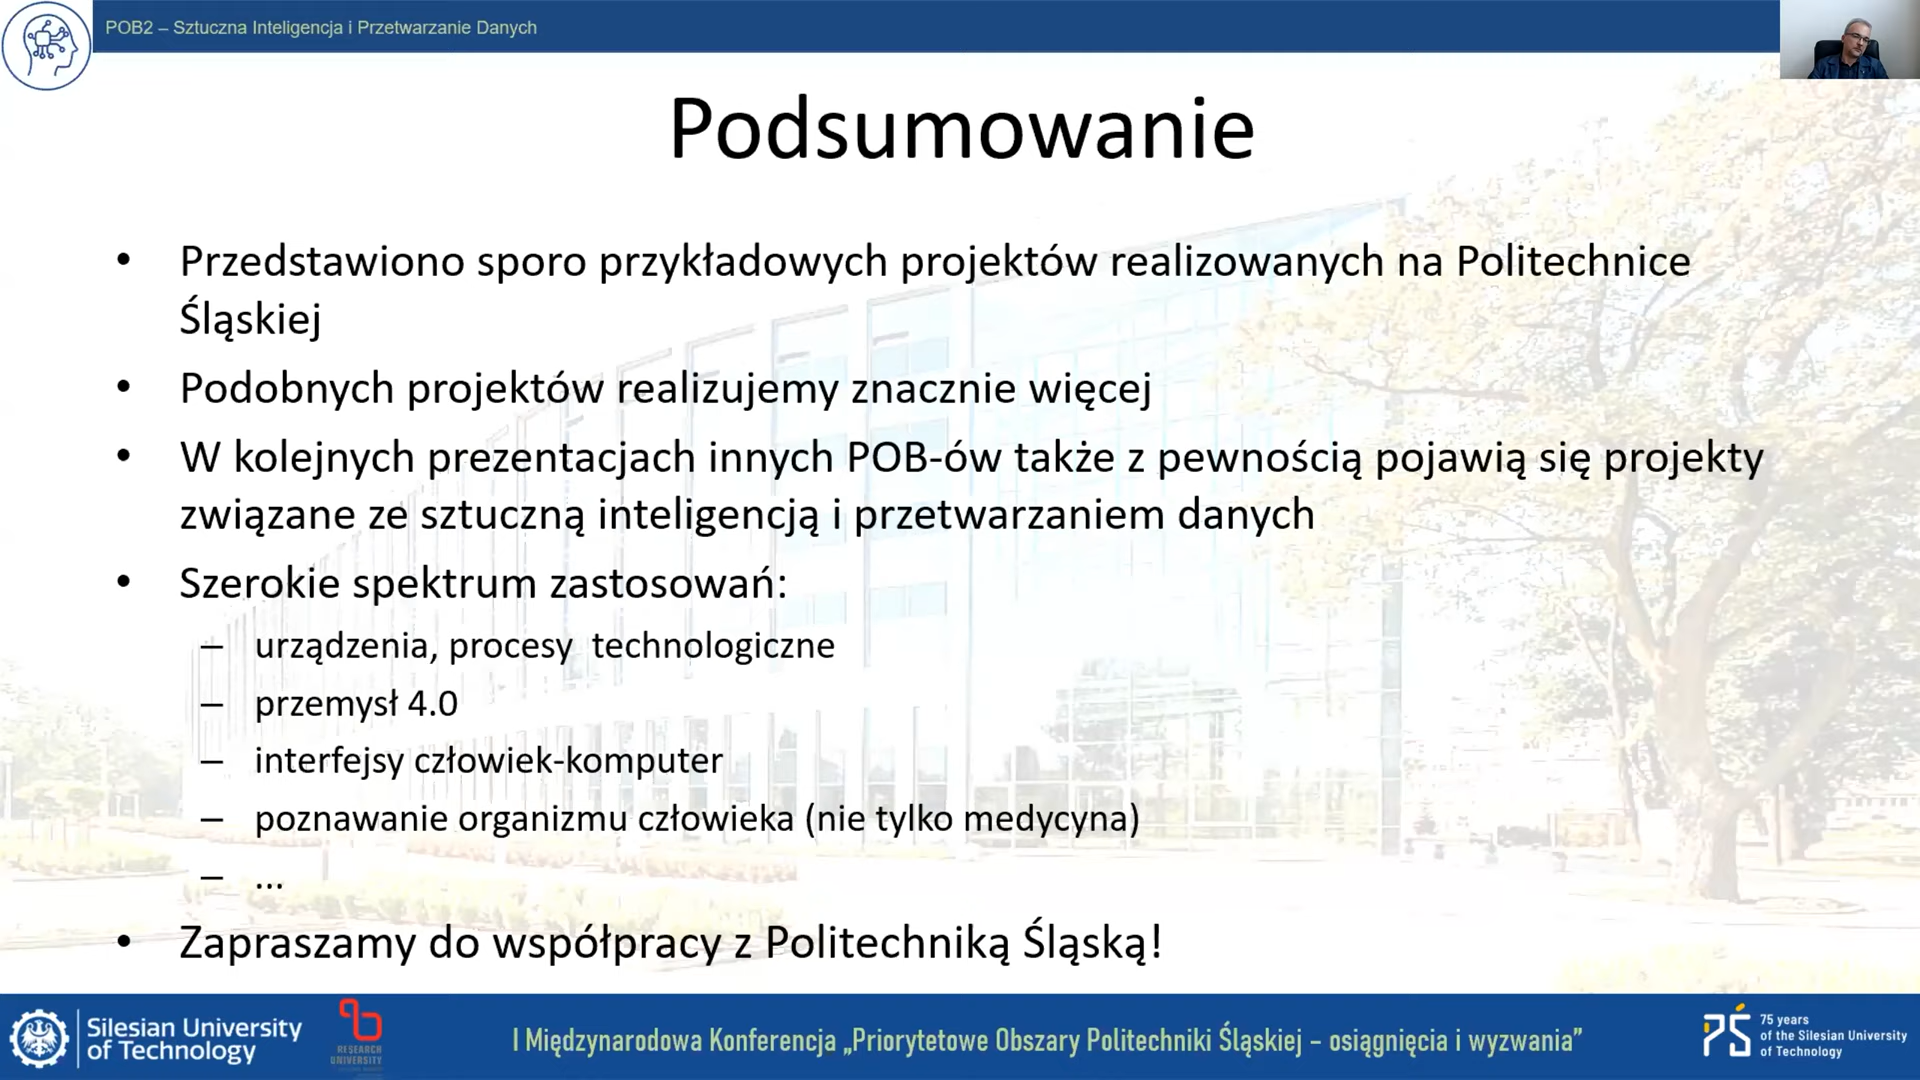 POB2 – Sztuczna Inteligencja i Przetwarzanie Danych
Podsumowanie
• Przedstawiono sporo przykładowych projektów realizowanych na Politechnice
Śląskiej
• Podobnych projektów realizujemy znacznie więcej
• W kolejnych prezentacjach innych POB-ów także z pewnością pojawią się projekty
związane ze sztuczną inteligencją i przetwarzaniem danych
• Szerokie spektrum zastosowań:
– urządzenia, procesy technologiczne
– przemysł 4.0
– interfejsy człowiek-komputer
– poznawanie organizmu człowieka (nie tylko medycyna)
– ...
• Zapraszamy do współpracy z Politechniką Śląską!
Silesian University
of Technology
RESEARCH
UNIVERSITY
I Międzynarodowa Konferencja „Priorytetowe Obszary Politechniki Śląskiej – osiągnięcia i wyzwania”
PŚ
75 years
of the Silesian University
of Technology